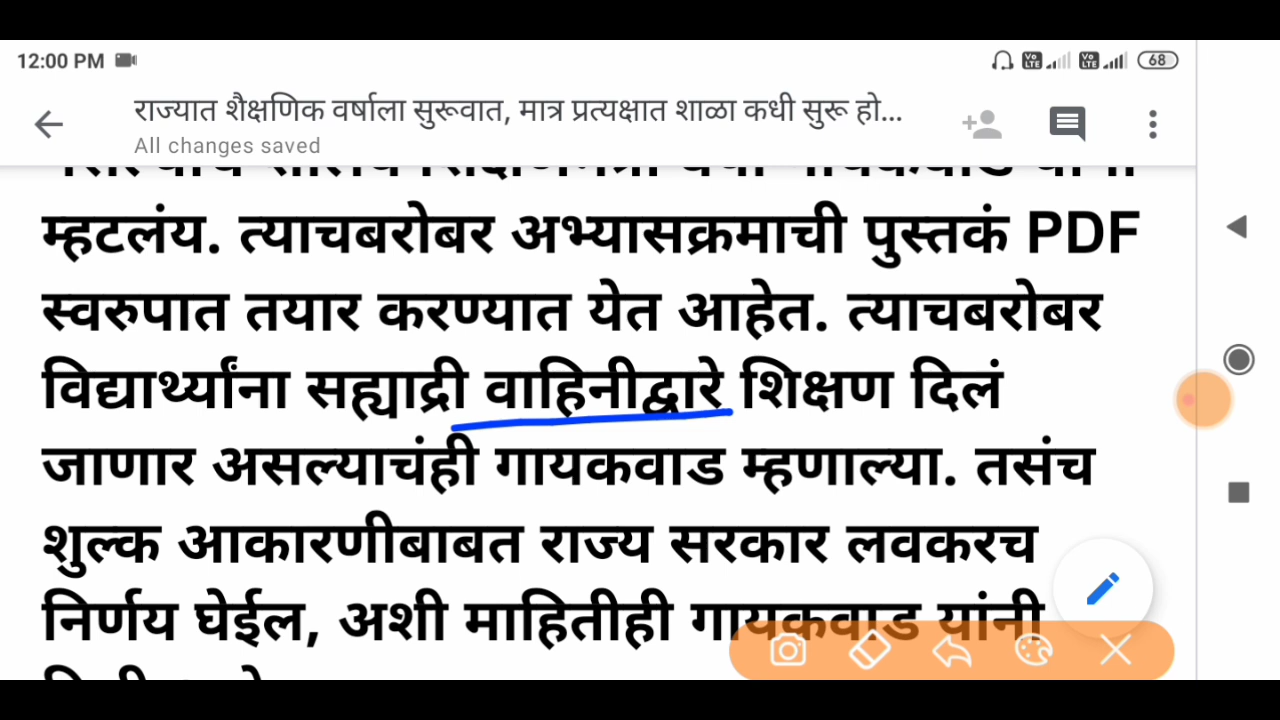 12:00 PM
68
राज्यात शैक्षणिक वर्षाला सुरूवात, मात्र प्रत्यक्षात शाळा कधी सुरू हो...
All changes saved
म्हटलंय. त्याचबरोबर अभ्यासक्रमाची पुस्तकं PDF
स्वरुपात तयार करण्यात येत आहेत. त्याचबरोबर
विद्यार्थ्यांना सह्याद्री वाहिनीद्वारे शिक्षण दिलं
जाणार असल्याचंही गायकवाड म्हणाल्या. तसंच
शुल्क आकारणीबाबत राज्य सरकार लवकरच
निर्णय घेईल, अशी माहितीही गायकवाड यांनी